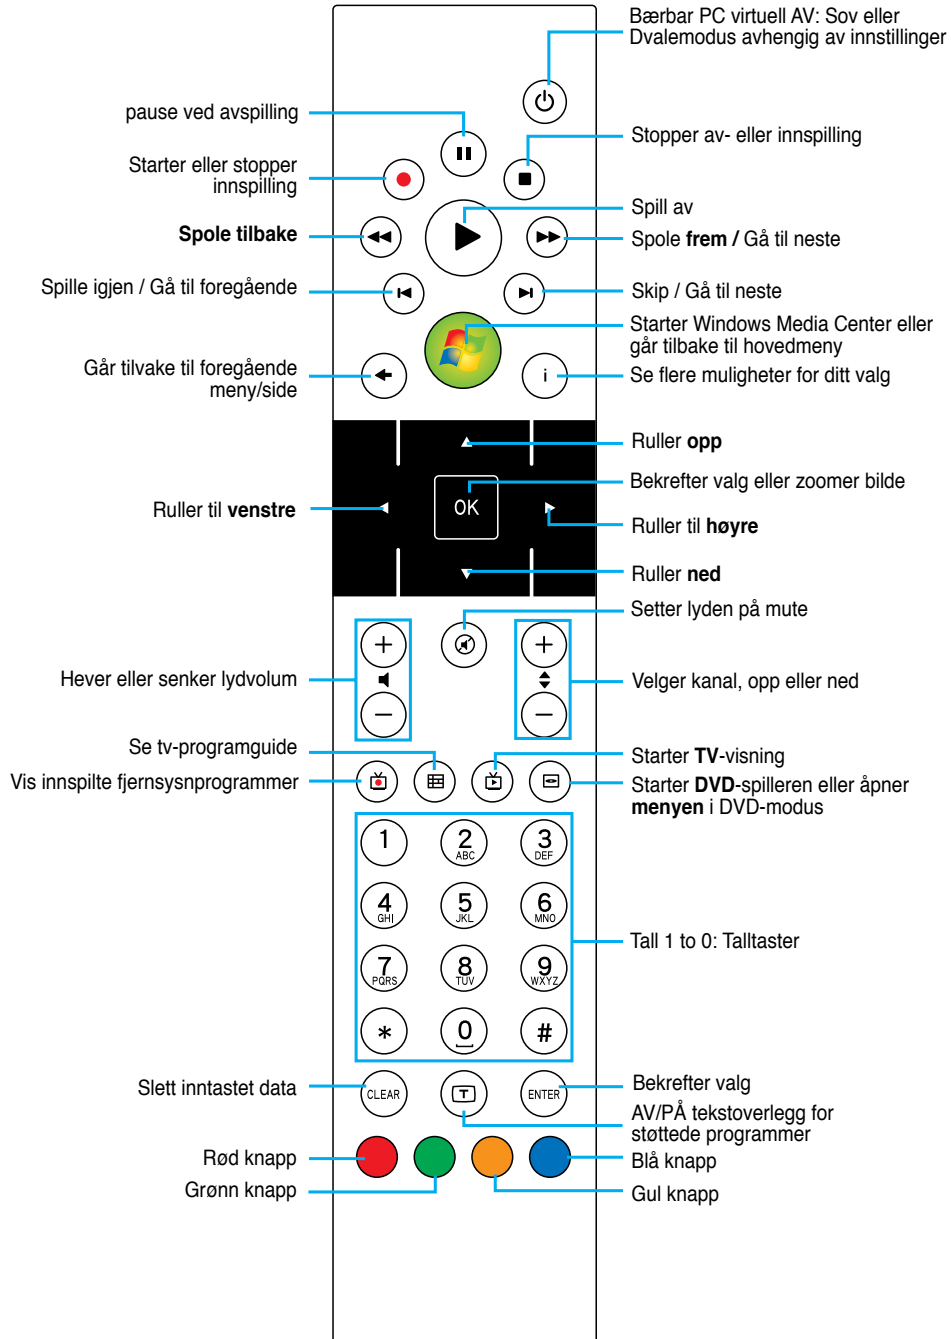 Bærbar PC virtuell AV: Sov eller
Dvalemodus avhengig av innstillinger
pause ved avspilling
Stopper av- eller innspilling
Starter eller stopper
innspilling
Spill av
Spole tilbake
Spole frem / Gå til neste
Spille igjen / Gå til foregående
Skip / Gå til neste
Starter Windows Media Center eller
går tilbake til hovedmeny
Går tilvake til foregående
meny/side
i
Se flere muligheter for ditt valg
Ruller opp
Bekrefter valg eller zoomer bilde
OK
Ruller til venstre
Ruller til høyre
Ruller ned
Setter lyden på mute
+
+
Hever eller senker lydvolum
Velger kanal, opp eller ned
−
−
Se tv-programguide
Starter TV-visning
Vis innspilte fjernsysnprogrammer
Starter DVD-spilleren eller åpner
menyen i DVD-modus
1 2 3
ABC DEF
4 5 6
GHI JKL MNO
Tall 1 to 0: Talltaster
7 8 9
PQRS TUV WXYZ
* 0 #
Slett inntastet data
CLEAR T ENTER
Bekrefter valg
AV/PÅ tekstoverlegg for
støttede programmer
Rød knapp
Blå knapp
Grønn knapp
Gul knapp